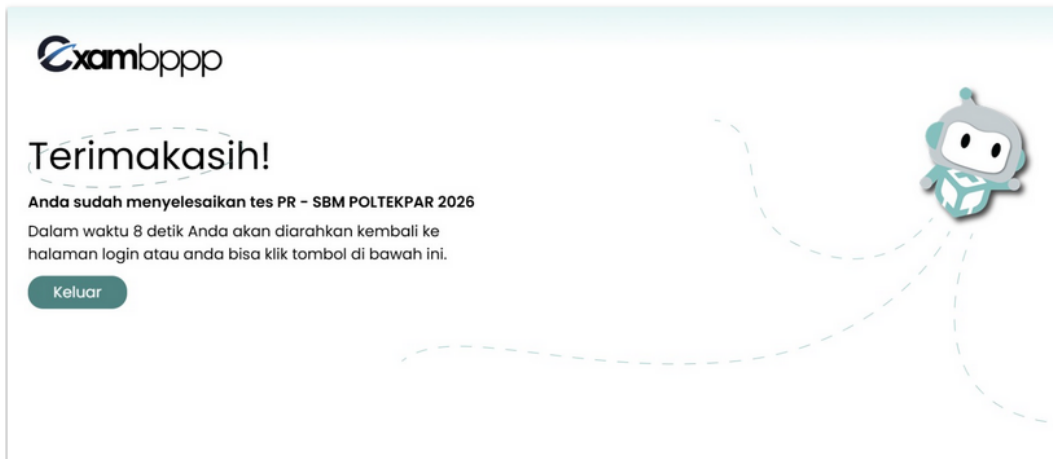 Exambppp
Terimakasih!
Anda sudah menyelesaikan tes PR - SBM POLTEKPAR 2026
Dalam waktu 8 detik Anda akan diarahkan kembali ke
halaman login atau anda bisa klik tombol di bawah ini.
Keluar